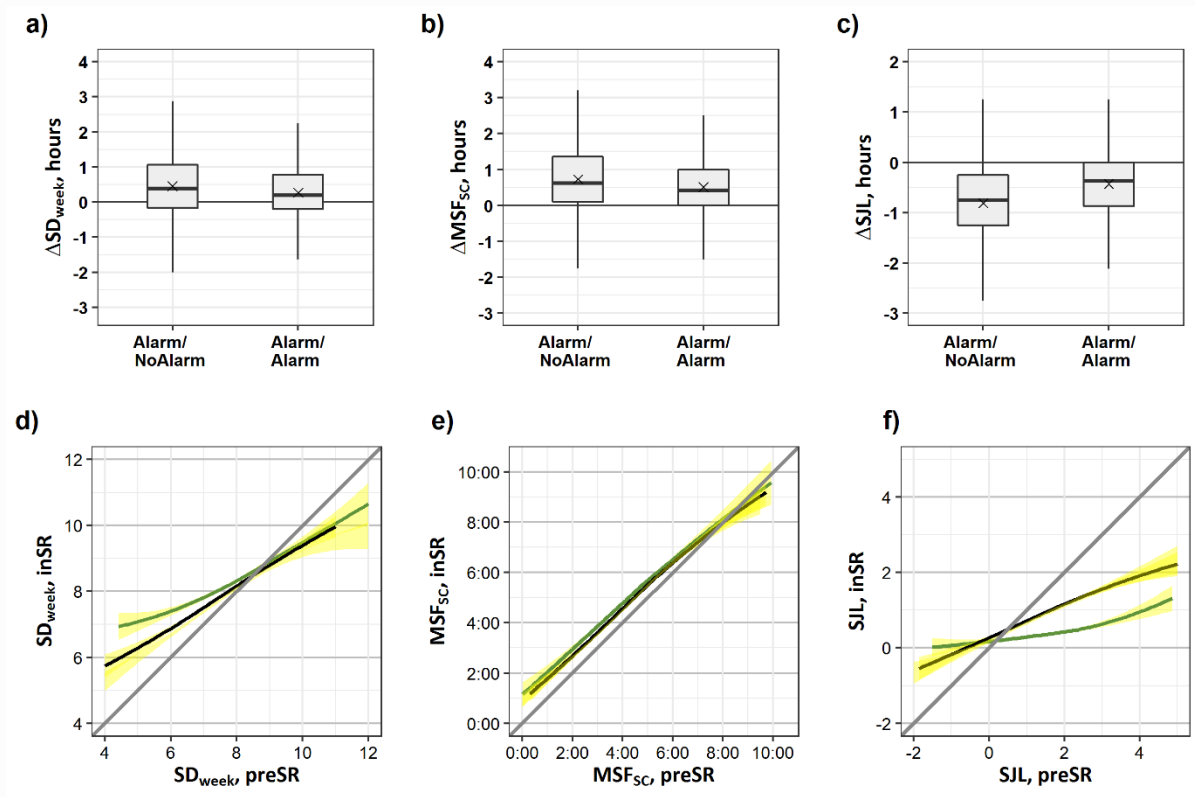 a)
b)
c)
ΔSDweek, hours
4
3
2
1
0
-1
-2
-3
Alarm/
NoAlarm
Alarm/
Alarm
ΔMSFSC, hours
4
3
2
1
0
-1
-2
-3
Alarm/
NoAlarm
Alarm/
Alarm
ΔSJL, hours
2
1
0
-1
-2
-3
Alarm/
NoAlarm
Alarm/
Alarm
d)
e)
f)
SDweek, inSR
12
10
8
6
4
4 6 8 10 12
SDweek, preSR
MSFSC, inSR
10:00
8:00
6:00
4:00
2:00
0:00
0:00 2:00 4:00 6:00 8:00 10:00
MSFSC, preSR
SJL, inSR
4
2
0
-2
-2 0 2 4
SJL, preSR